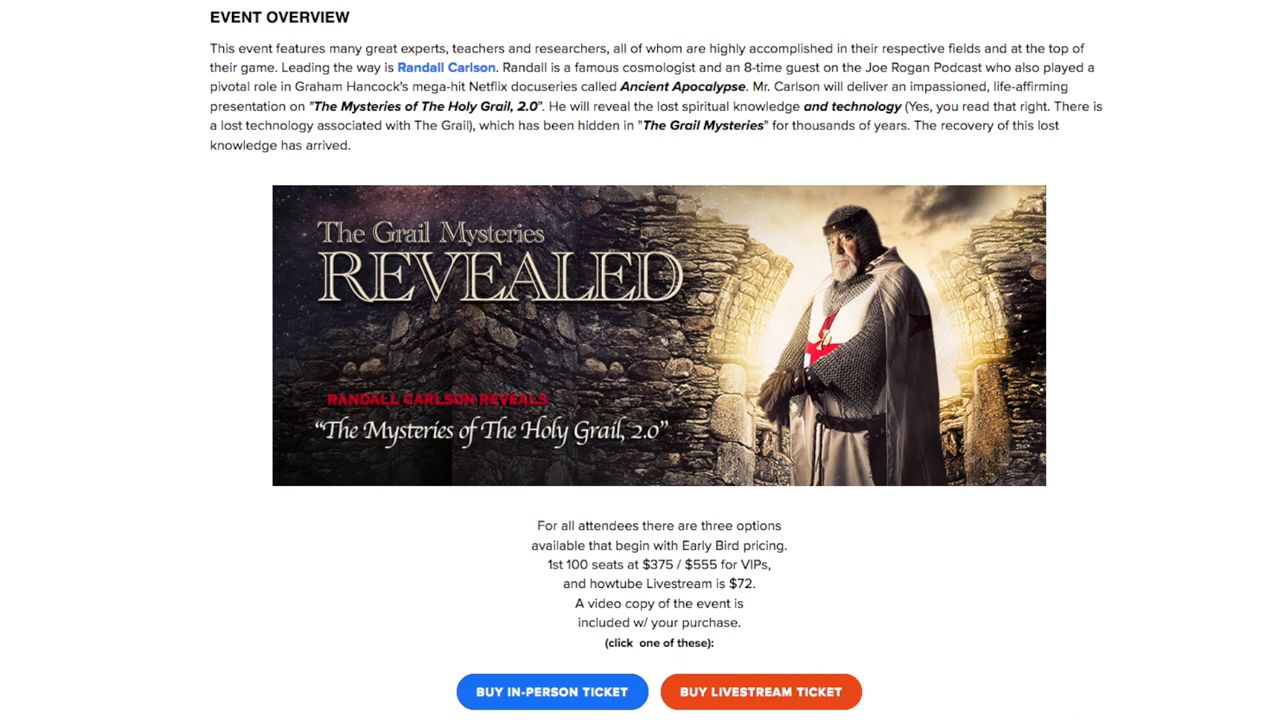 EVENT OVERVIEW
This event features many great experts, teachers and researchers, all of whom are highly accomplished in their respective fields and at the top of
their game. Leading the way is Randall Carlson. Randall is a famous cosmologist and an 8-time guest on the Joe Rogan Podcast who also played a
pivotal role in Graham Hancock's mega-hit Netflix docuseries called Ancient Apocalypse. Mr. Carlson will deliver an impassioned, life-affirming
presentation on "The Mysteries of The Holy Grail, 2.0". He will reveal the lost spiritual knowledge and technology (Yes, you read that right. There is
a lost technology associated with The Grail), which has been hidden in "The Grail Mysteries" for thousands of years. The recovery of this lost
knowledge has arrived.
The Grail Mysteries
REVEALED
RANDALL CARLSON REVEALS
"The Mysteries of The Holy Grail, 2.0"
For all attendees there are three options
available that begin with Early Bird pricing.
1st 100 seats at $375 / $555 for VIPs,
and howtube Livestream is $72.
A video copy of the event is
included w/ your purchase.
(click one of these):
BUY IN-PERSON TICKET
BUY LIVESTREAM TICKET